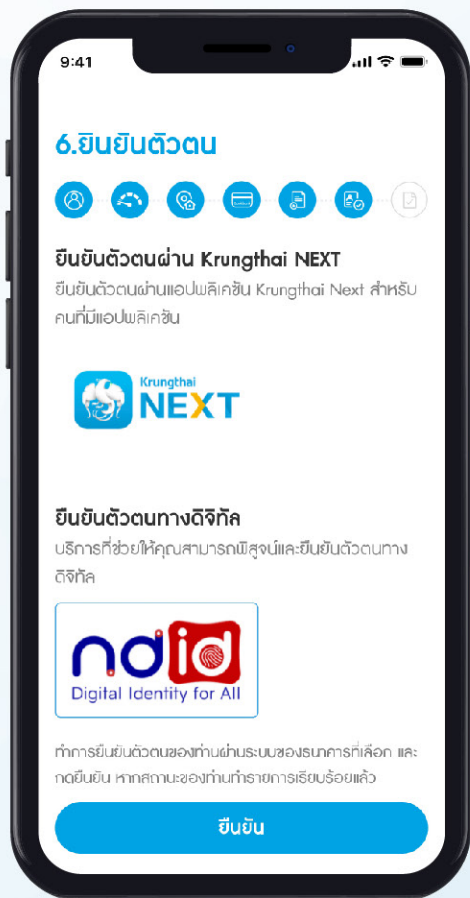 9:41
6.ยืนยันตัวตน
ยืนยันตัวตนผ่าน Krungthai NEXT
ยืนยันตัวตนผ่านแอปพลิเคชัน Krungthai Next สำหรับ
คนที่มีแอปพลิเคชัน
Krungthai
NEXT
ยืนยันตัวตนทางดิจิทัล
บริการที่ช่วยให้คุณสามารถพิสูจน์และยืนยันตัวตนทาง
ดิจิทัล
ndid
Digital Identity for All
ทำการยืนยันตัวตนของท่านผ่านระบบของธนาคารที่เลือก และ
กดยืนยัน หากสถานะของท่านทำรายการเรียบร้อยแล้ว
ยืนยัน